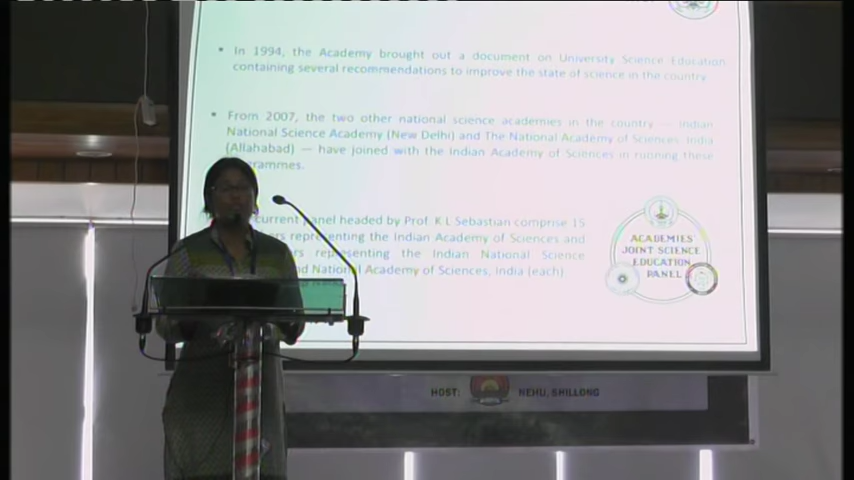 • In 1994, the Academy brought out a document on University Science Education
containing several recommendations to improve the state of science in the country
• From 2007, the two other national science academies in the country — Indian
National Science Academy (New Delhi) and The National Academy of Sciences, India
(Allahabad) — have joined with the Indian Academy of Sciences in running these
current panel headed by Prof. K L Sebastian comprise 15
representing the Indian Academy of Sciences and
representing the Indian National Science
National Academy of Sciences, India (each)
ACADEMIES'
JOINT SCIENCE
EDUCATION
PANEL
HOST: NEHU, SHILLONG